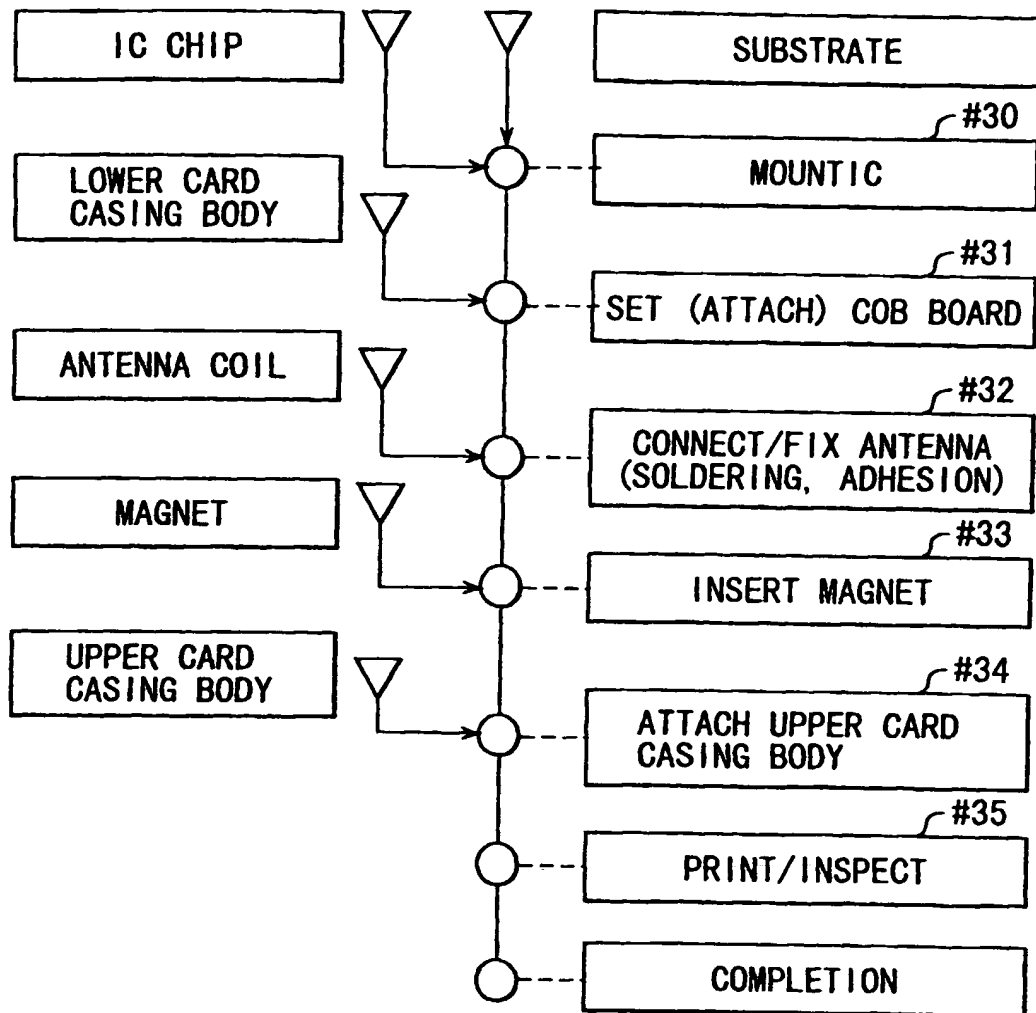 IC CHIP
SUBSTRATE
#30
MOUNTIC
LOWER CARD
CASING BODY
#31
SET (ATTACH) COB BOARD
ANTENNA COIL
#32
CONNECT/FIX ANTENNA
(SOLDERING, ADHESION)
MAGNET
#33
INSERT MAGNET
UPPER CARD
CASING BODY
#34
ATTACH UPPER CARD
CASING BODY
#35
PRINT/INSPECT
COMPLETION